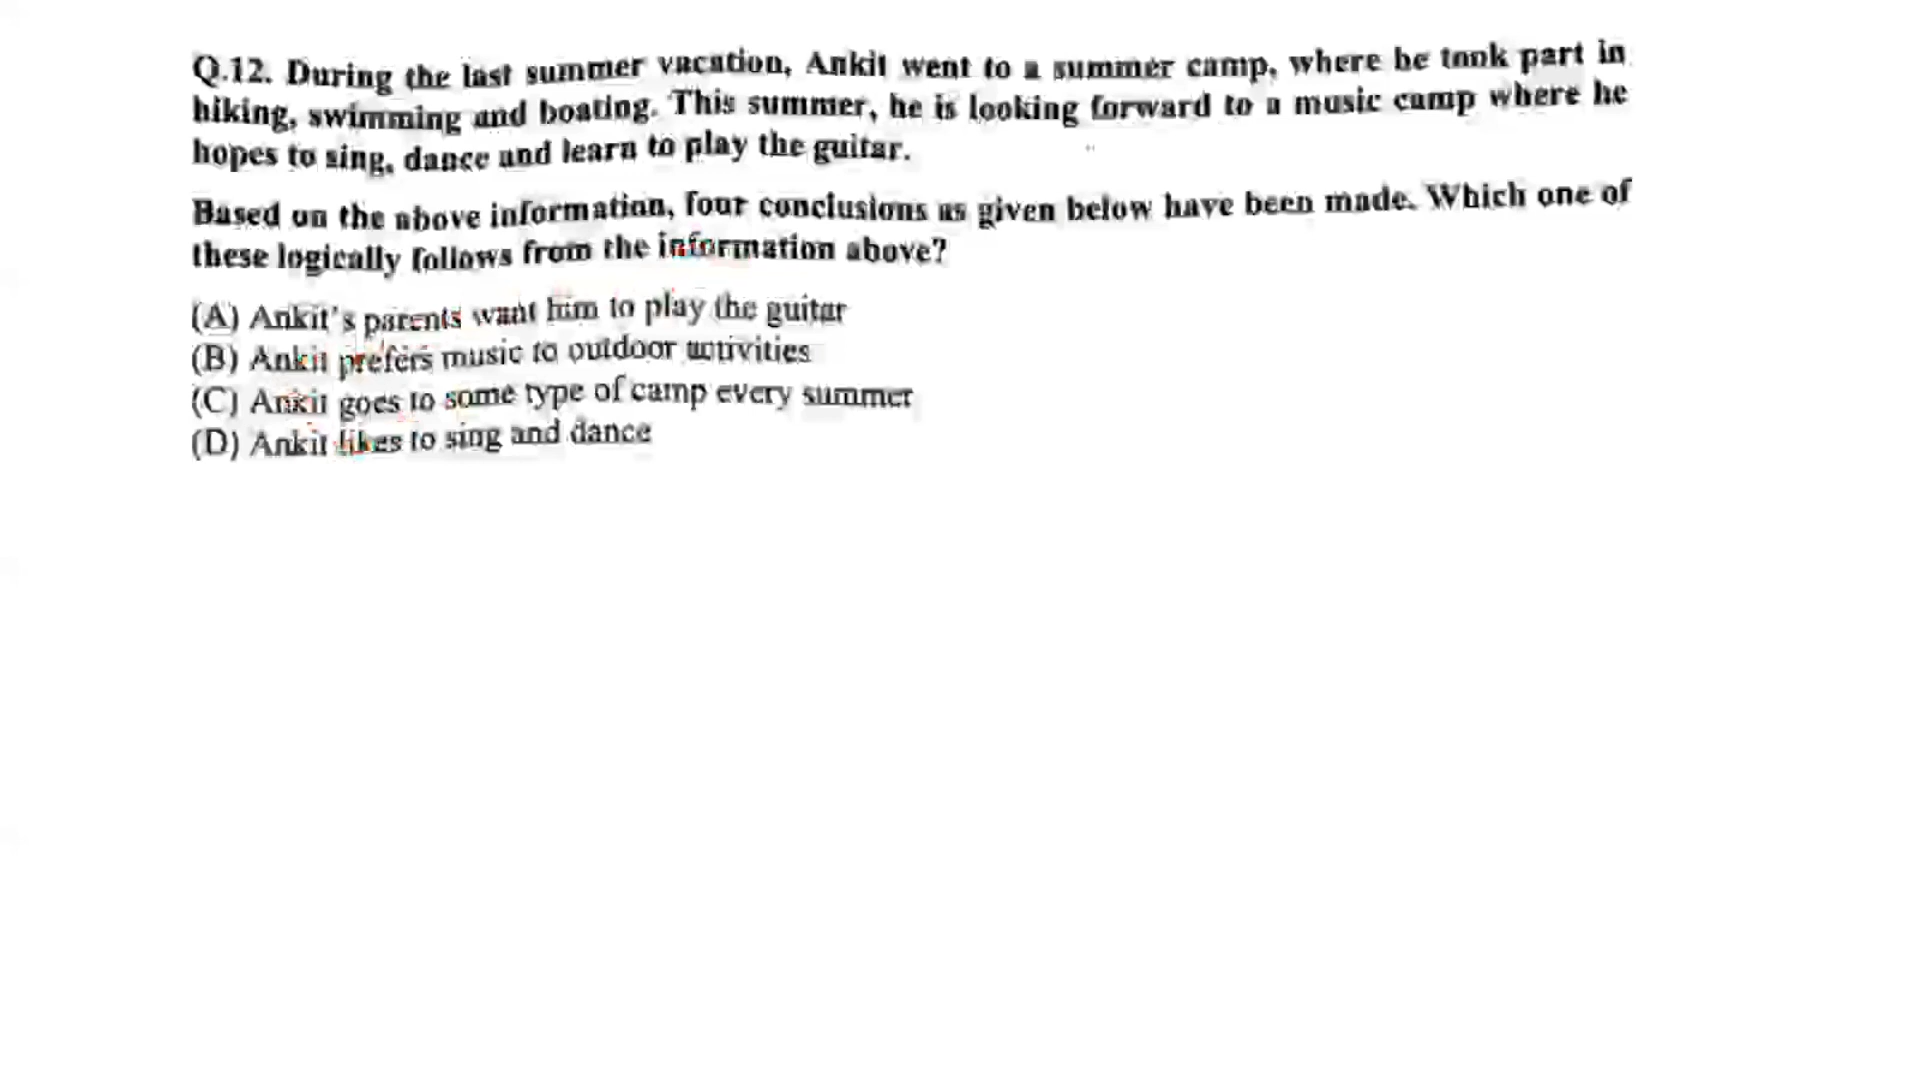 Q.12. During the last summer vacation, Ankit went to a summer camp, where he took part in
hiking, swimming and boating. This summer, he is looking forward to a music camp where he
hopes to sing, dance and learn to play the guitar.
Based on the above information, four conclusions as given below have been made. Which one of
these logically follows from the information above?
(A) Ankit's parents want him to play the guitar
(B) Ankit prefers music to outdoor activities
(C) Ankit goes to some type of camp every summer
(D) Ankit likes to sing and dance